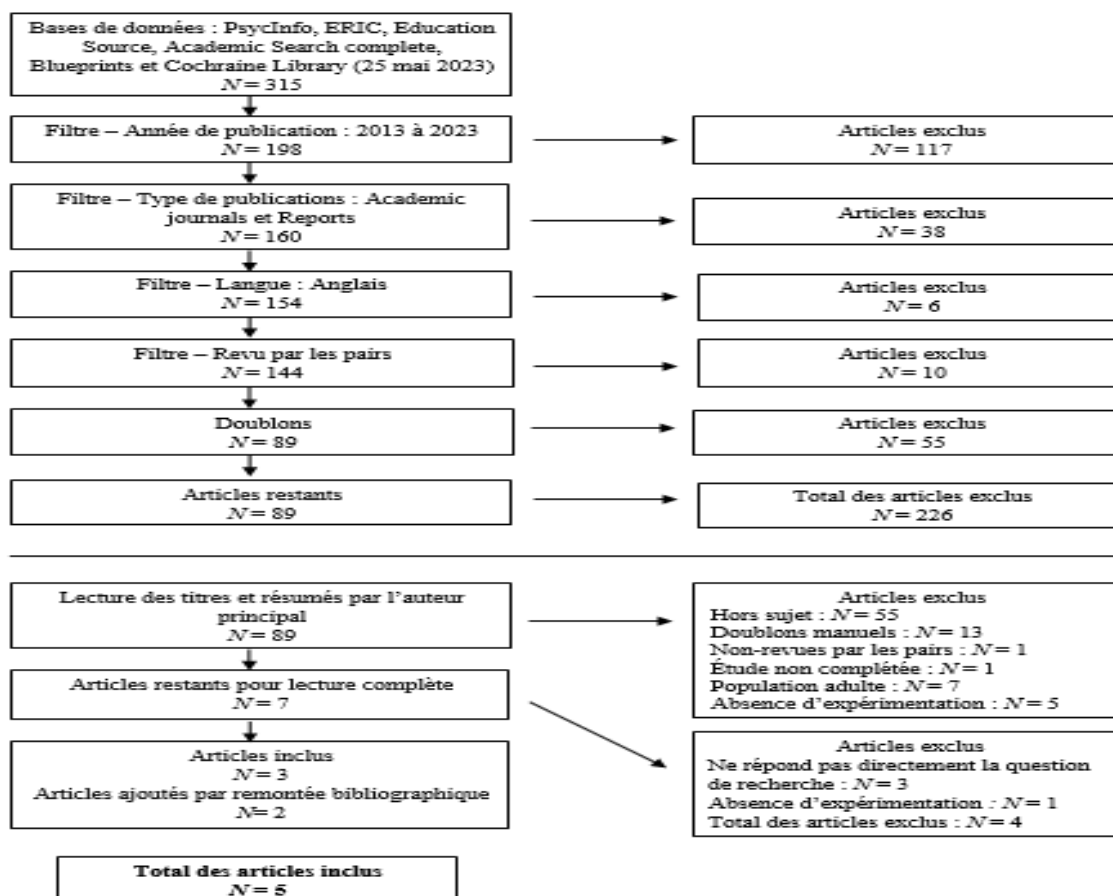 Bases de données : PsycInfo, ERIC, Education
Source, Academic Search complete,
Blueprints et Cochraine Library (25 mai 2023)
N = 315
Filtre – Année de publication : 2013 à 2023
N = 198
Articles exclus
N = 117
Filtre – Type de publications : Academic
journals et Reports
N = 160
Articles exclus
N = 38
Filtre – Langue : Anglais
N = 154
Articles exclus
N = 6
Filtre – Revu par les pairs
N = 144
Articles exclus
N = 10
Doublons
N = 89
Articles exclus
N = 55
Articles restants
N = 89
Total des articles exclus
N = 226
Lecture des titres et résumés par l'auteur
principal
N = 89
Articles exclus
Hors sujet : N = 55
Doublons manuels : N = 13
Non-revues par les pairs : N = 1
Étude non complétée : N = 1
Population adulte : N = 7
Absence d'expérimentation : N = 5
Articles restants pour lecture complète
N = 7
Articles inclus
N = 3
Articles ajoutés par remontée bibliographique
N= 2
Articles exclus
Ne répond pas directement la question
de recherche : N = 3
Absence d'expérimentation : N = 1
Total des articles exclus : N = 4
Total des articles inclus
N = 5